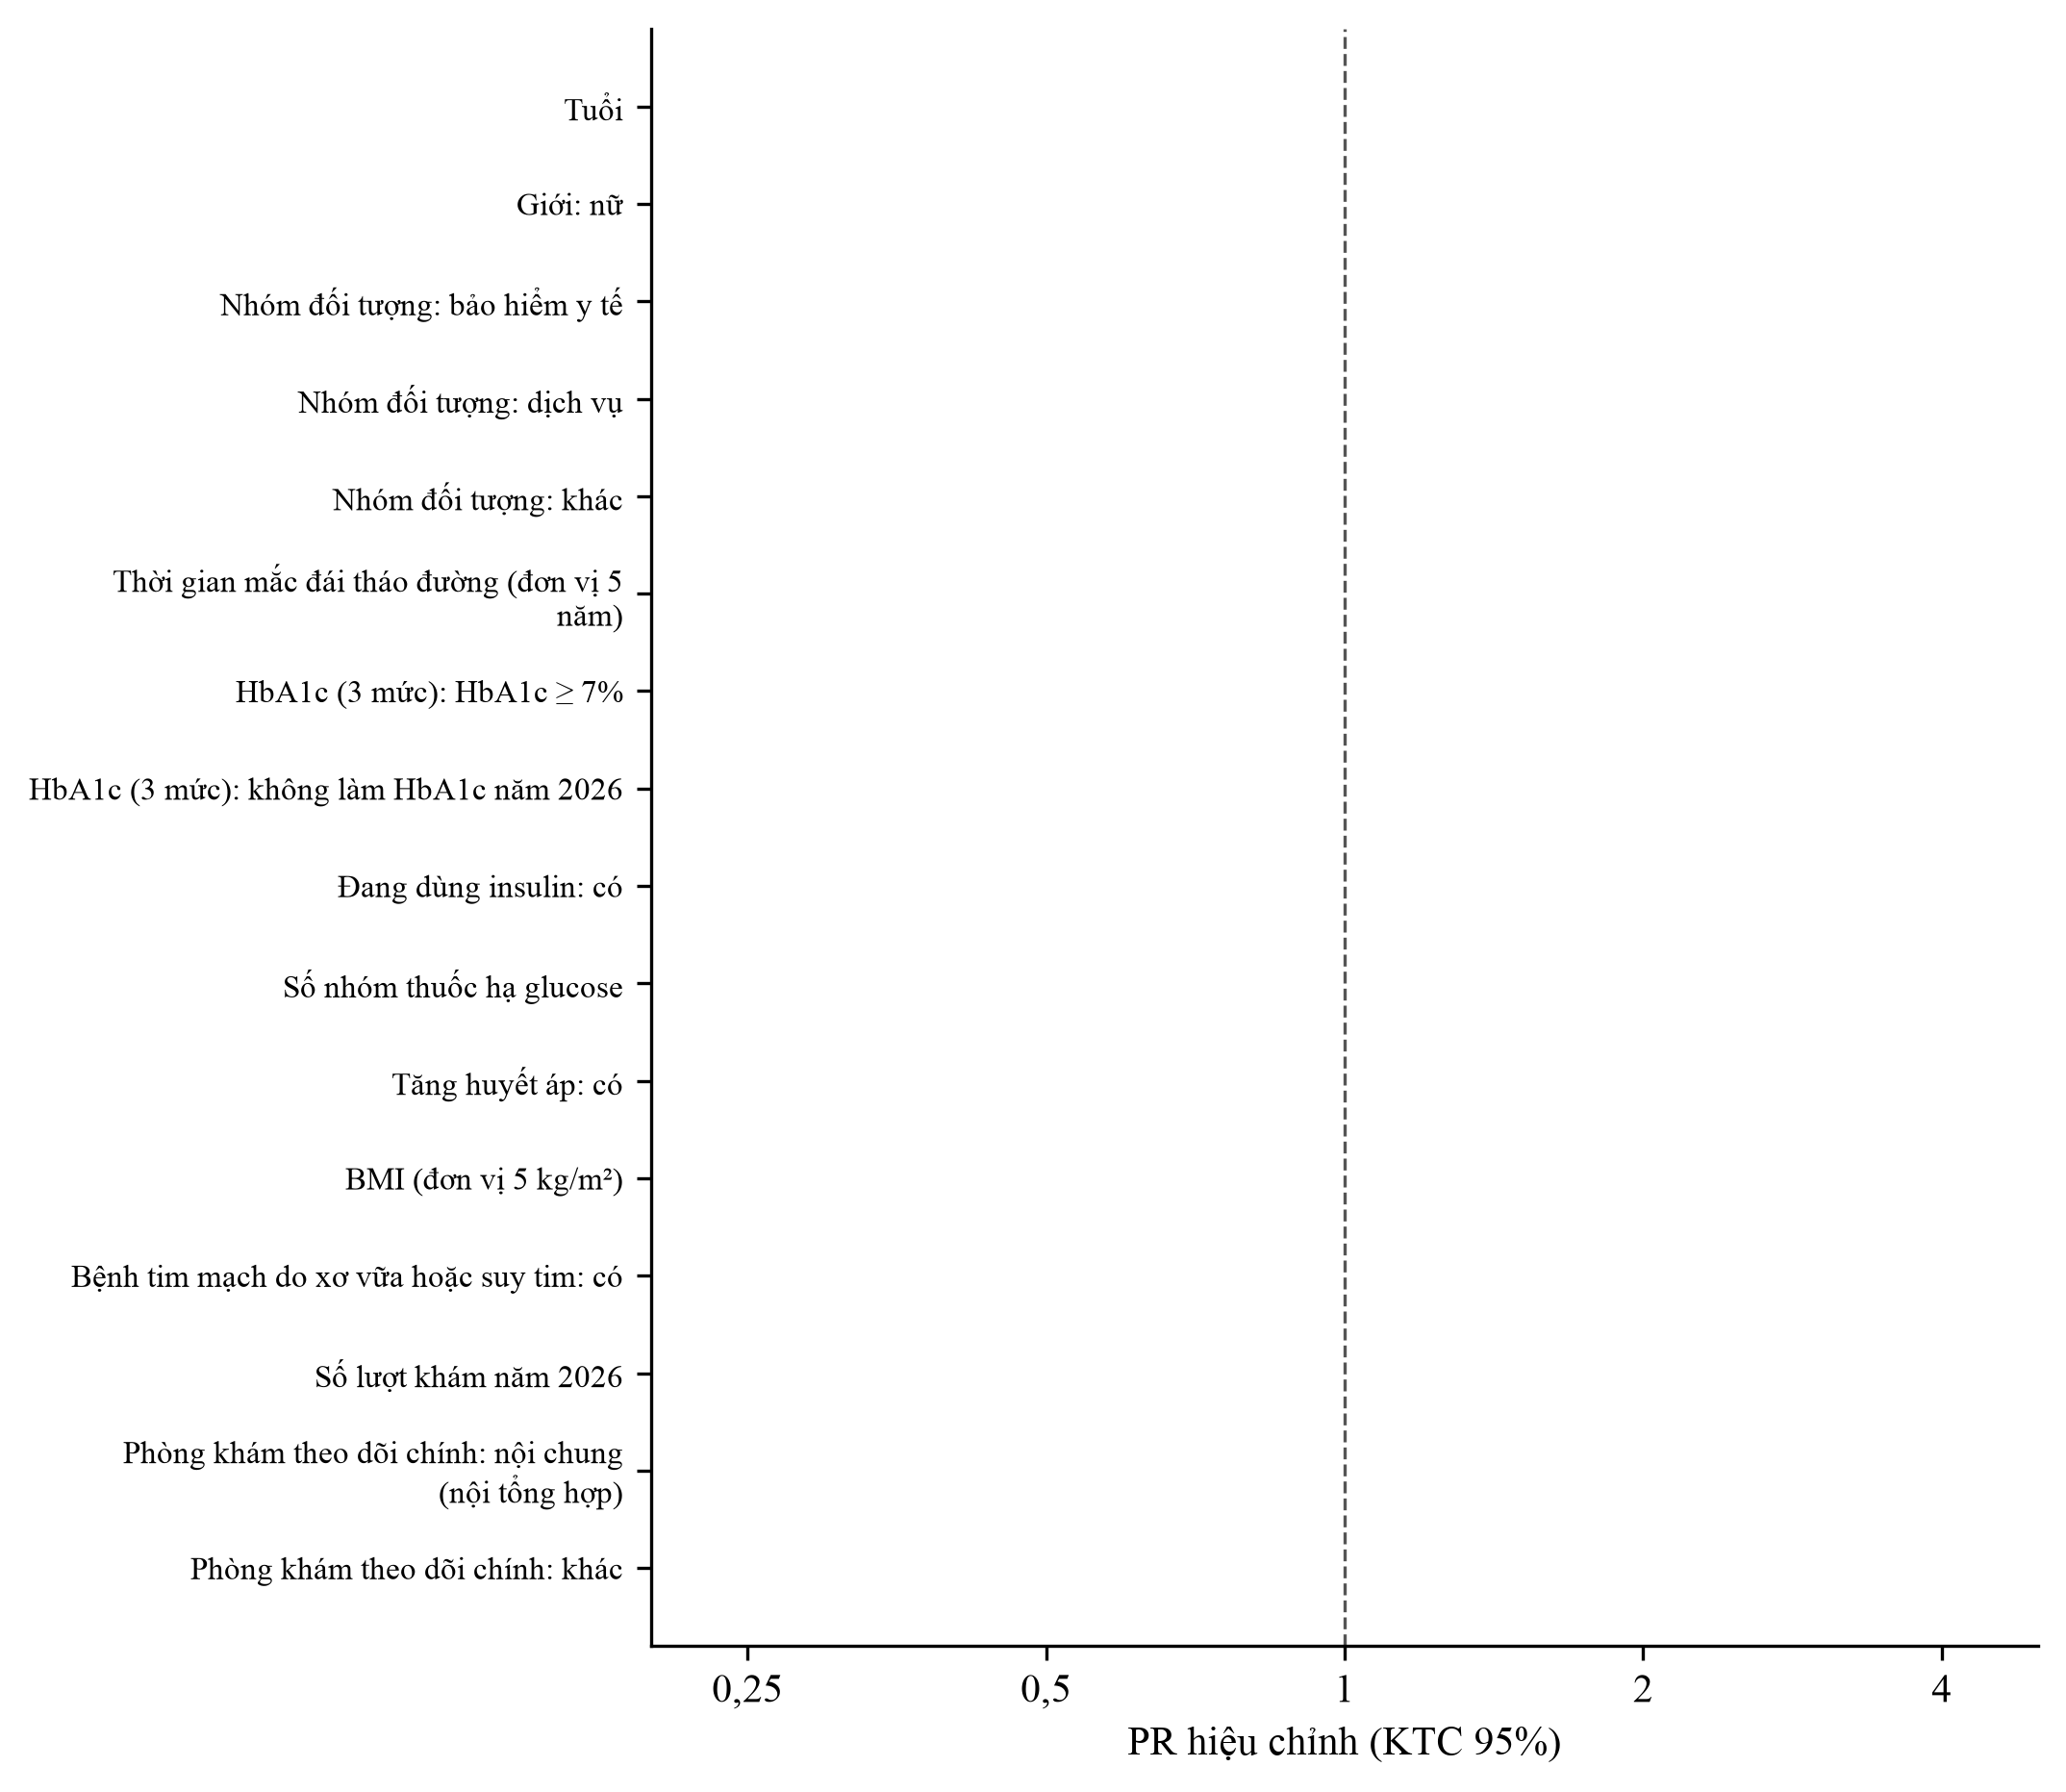 Tuổi
Giới: nữ
Nhóm đối tượng: bảo hiểm y tế
Nhóm đối tượng: dịch vụ
Nhóm đối tượng: khác
Thời gian mắc đái tháo đường (đơn vị 5
năm)
HbA1c (3 mức): HbA1c ≥ 7%
HbA1c (3 mức): không làm HbA1c năm 2026
Đang dùng insulin: có
Số nhóm thuốc hạ glucose
Tăng huyết áp: có
BMI (đơn vị 5 kg/m²)
Bệnh tim mạch do xơ vữa hoặc suy tim: có
Số lượt khám năm 2026
Phòng khám theo dõi chính: nội chung
(nội tổng hợp)
Phòng khám theo dõi chính: khác
0,25 0,5 1 2 4
PR hiệu chỉnh (KTC 95%)